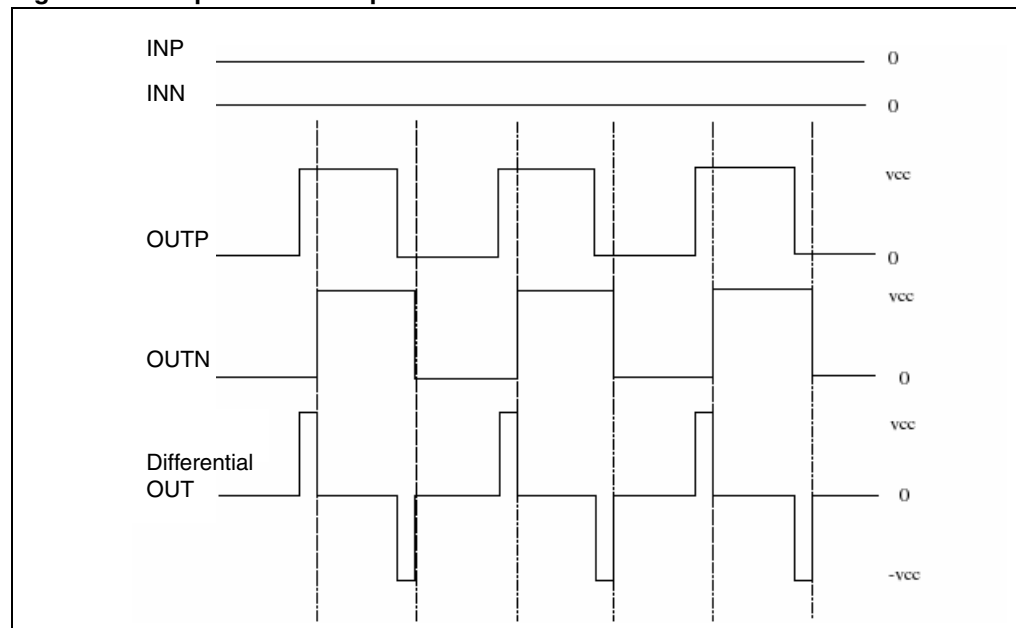 INP
0
INN
0
vcc
OUTP
0
vcc
OUTN
0
vcc
Differential
OUT
0
-vcc